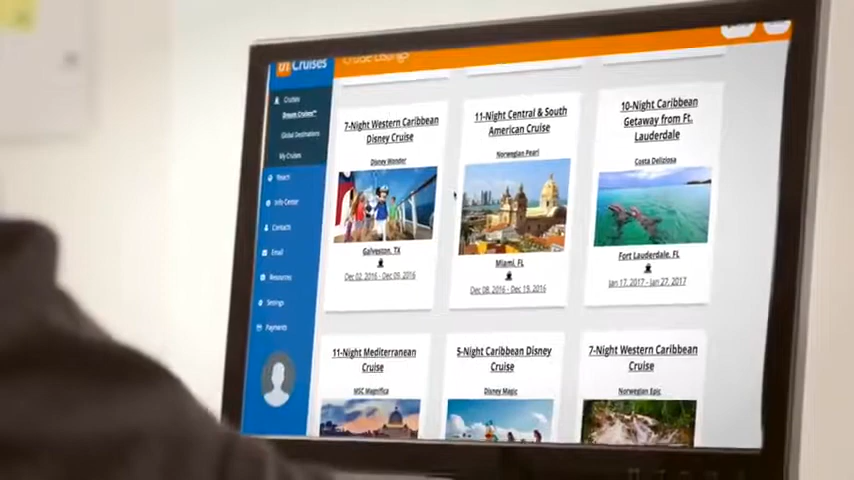 Cruises
Cruises
Dream Cruises™
Global Destinations
My Cruises
Reach
Info Center
Contacts
Email
Resources
Settings
Payments
7-Night Western Caribbean
Disney Cruise
Disney Wonder
Galveston, TX
Dec 02, 2016 - Dec 09, 2016
11-Night Central & South
American Cruise
Norwegian Pearl
Miami, FL
Dec 08, 2016 - Dec 19, 2016
10-Night Caribbean
Getaway from Ft.
Lauderdale
Costa Deliziosa
Fort Lauderdale, FL
Jan 17, 2017 - Jan 27, 2017
11-Night Mediterranean
Cruise
MSC Magnifica
5-Night Caribbean Disney
Cruise
Disney Magic
7-Night Western Caribbean
Cruise
Norwegian Epic